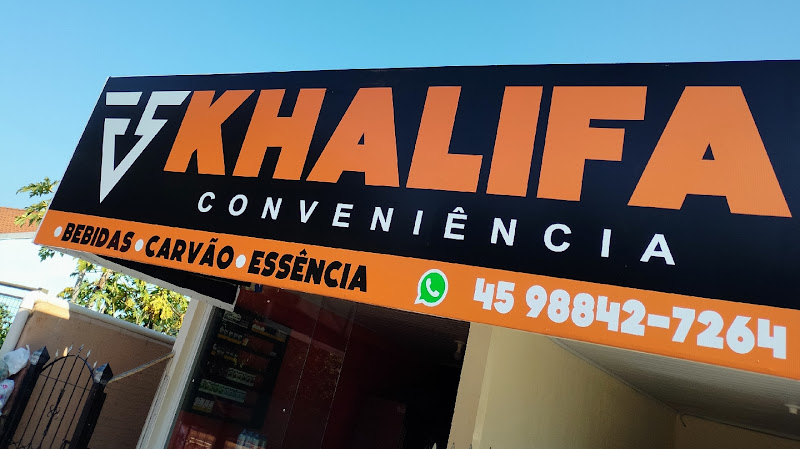 KHALIFA
CONVENIÊNCIA
•BEBIDAS•CARVÃO•ESSÊNCIA
45 98842-7264